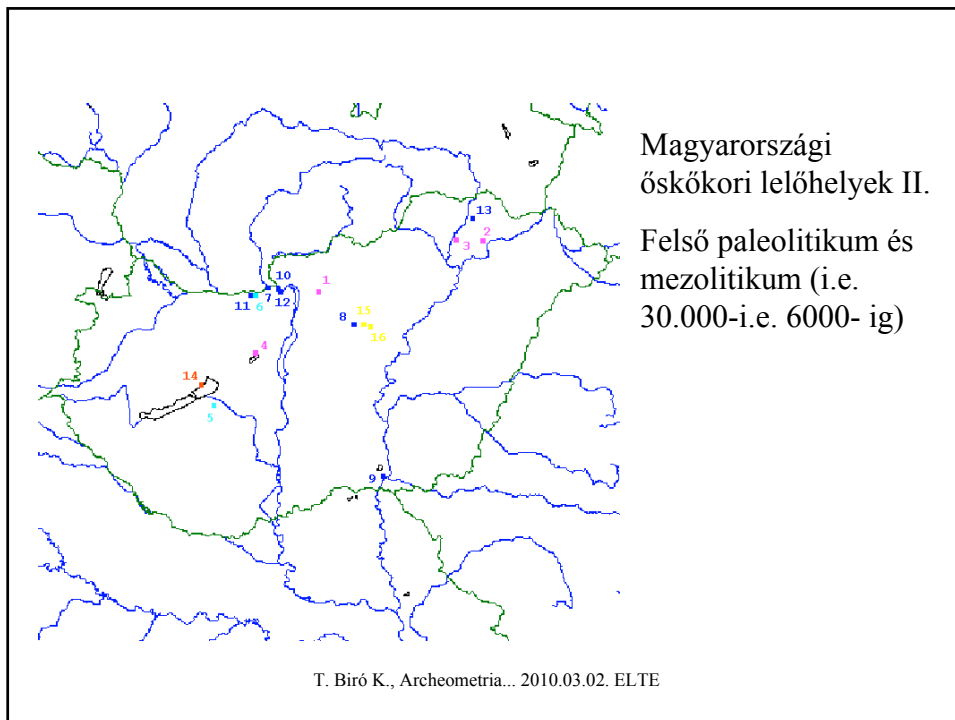 Magyarországi
őskőkori lelőhelyek II.
Felső paleolitikum és
mezolitikum (i.e.
30.000-i.e. 6000- ig)
13
3 2
10
1
11 6 7 12
8 15
16
4
14
5
9
T. Biró K., Archeometria... 2010.03.02. ELTE